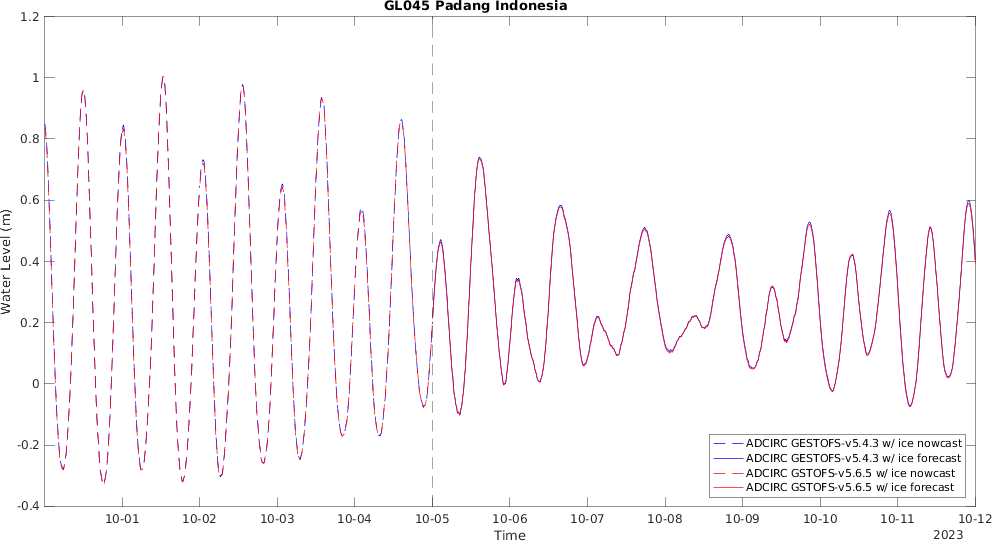 GL045 Padang Indonesia
1.2
1
0.8
0.6
0.4
0.2
0
-0.2
-0.4
Water Level (m)
ADCIRC GESTOFS-v5.4.3 w/ ice nowcast
ADCIRC GESTOFS-v5.4.3 w/ ice forecast
ADCIRC GSTOFS-v5.6.5 w/ ice nowcast
ADCIRC GSTOFS-v5.6.5 w/ ice forecast
10-01 10-02 10-03 10-04 10-05 10-06 10-07 10-08 10-09 10-10 10-11 10-12
Time
2023